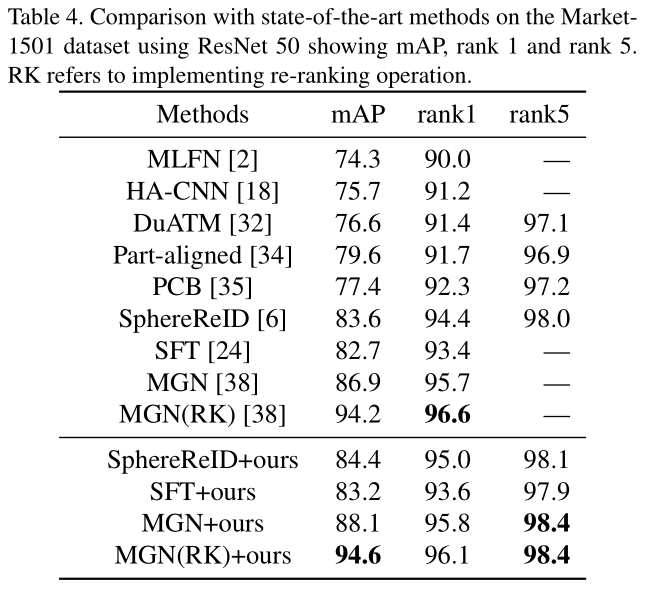 Table 4. Comparison with state-of-the-art methods on the Market-
1501 dataset using ResNet 50 showing mAP, rank 1 and rank 5.
RK refers to implementing re-ranking operation.
Methods mAP rank1 rank5
MLFN [2] 74.3 90.0 —
HA-CNN [18] 75.7 91.2 —
DuATM [32] 76.6 91.4 97.1
Part-aligned [34] 79.6 91.7 96.9
PCB [35] 77.4 92.3 97.2
SphereReID [6] 83.6 94.4 98.0
SFT [24] 82.7 93.4 —
MGN [38] 86.9 95.7 —
MGN(RK) [38] 94.2 96.6 —
SphereReID+ours 84.4 95.0 98.1
SFT+ours 83.2 93.6 97.9
MGN+ours 88.1 95.8 98.4
MGN(RK)+ours 94.6 96.1 98.4